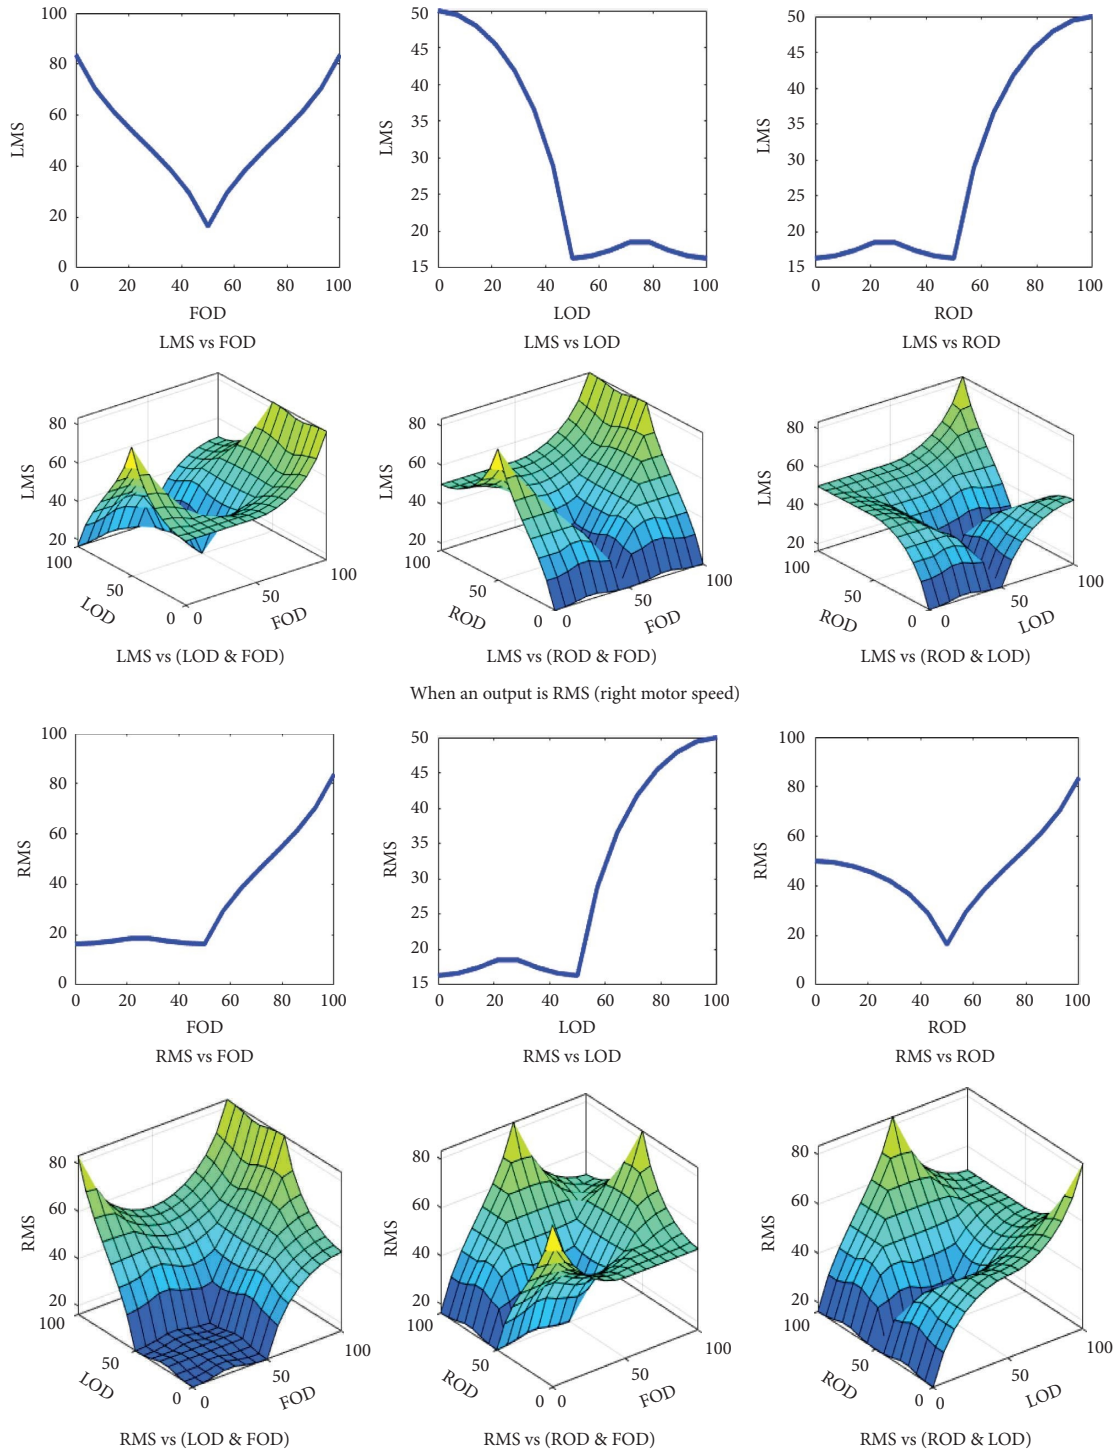 100
80
60
40
20
0
LMS
0 20 40 60 80 100
FOD
LMS vs FOD
50
45
40
35
30
25
20
15
LMS
0 20 40 60 80 100
LOD
LMS vs LOD
50
45
40
35
30
25
20
15
LMS
0 20 40 60 80 100
ROD
LMS vs ROD
80
60
40
20
LMS
100
50
0
LOD
0
50
100
FOD
LMS vs (LOD & FOD)
80
60
40
20
LMS
100
50
0
ROD
0
50
100
FOD
LMS vs (ROD & FOD)
80
60
40
20
LMS
100
50
0
ROD
0
50
100
LOD
LMS vs (ROD & LOD)
When an output is RMS (right motor speed)
100
80
60
40
20
0
RMS
0 20 40 60 80 100
FOD
RMS vs FOD
50
45
40
35
30
25
20
15
RMS
0 20 40 60 80 100
LOD
RMS vs LOD
100
80
60
40
20
0
RMS
0 20 40 60 80 100
ROD
RMS vs ROD
80
60
40
20
RMS
100
50
0
LOD
0
50
100
FOD
RMS vs (LOD & FOD)
80
60
40
20
RMS
100
50
0
ROD
0
50
100
FOD
RMS vs (ROD & FOD)
80
60
40
20
RMS
100
50
0
ROD
0
50
100
LOD
RMS vs (ROD & LOD)